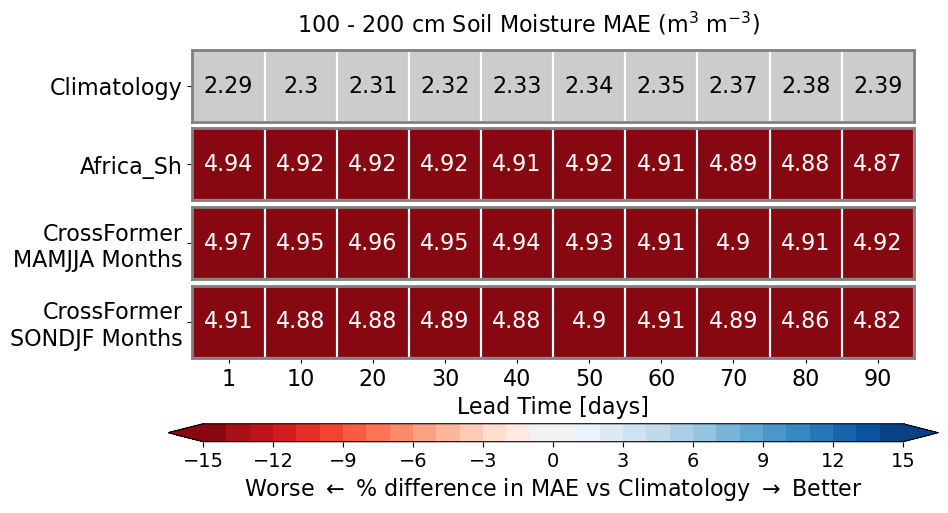 100 - 200 cm Soil Moisture MAE (m³ m⁻³)
Climatology 2.29 2.3 2.31 2.32 2.33 2.34 2.35 2.37 2.38 2.39
Africa_Sh 4.94 4.92 4.92 4.92 4.91 4.92 4.91 4.89 4.88 4.87
CrossFormer
MAMJJA Months 4.97 4.95 4.96 4.95 4.94 4.93 4.91 4.9 4.91 4.92
CrossFormer
SONDJF Months 4.91 4.88 4.88 4.89 4.88 4.9 4.91 4.89 4.86 4.82
1 10 20 30 40 50 60 70 80 90
Lead Time [days]
−15 −12 −9 −6 −3 0 3 6 9 12 15
Worse ← % difference in MAE vs Climatology → Better